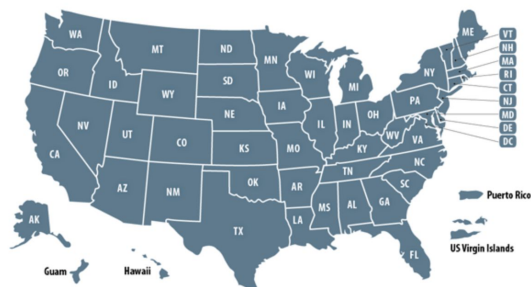 WA
OR
CA
NV
ID
MT
WY
UT
AZ
CO
NM
ND
SD
NE
KS
OK
TX
MN
IA
MO
AR
LA
WI
IL
MI
IN
OH
KY
TN
MS
AL
GA
FL
SC
NC
VA
WV
PA
NY
ME
VT
NH
MA
RI
CT
NJ
MD
DE
DC
AK
Guam
Hawaii
Puerto Rico
US Virgin Islands